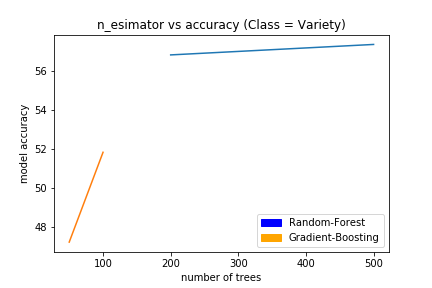 n_esimator vs accuracy (Class = Variety)
model accuracy
56
54
52
50
48
Random-Forest
Gradient-Boosting
100 200 300 400 500
number of trees